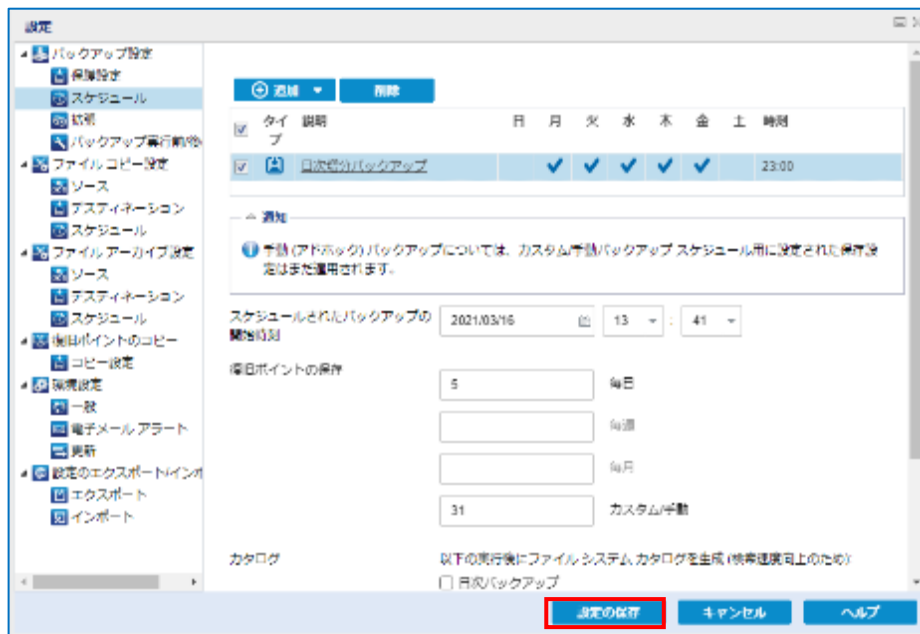 設定
バックアップ設定
保護設定
スケジュール
拡張
バックアップ実行前/後
ファイル コピー設定
ソース
デスティネーション
スケジュール
ファイル アーカイブ設定
ソース
デスティネーション
スケジュール
復旧ポイントのコピー
コピー設定
環境設定
一般
電子メール アラート
更新
設定のエクスポート/インポ
エクスポート
インポート
追加
削除
タイプ 説明 日 月 火 水 木 金 土 時刻
日次増分バックアップ 23:00
通知
手動 (アドホック) バックアップについては、カスタム/手動バックアップ スケジュール用に設定された保存設
定はまだ適用されます。
スケジュールされたバックアップの
開始時刻
2021/03/16 13 : 41
復旧ポイントの保存
5 毎日
毎週
毎月
31 カスタム/手動
カタログ
以下の実行後にファイル システム カタログを生成 (検索速度向上のため):
日次バックアップ
設定の保存 キャンセル ヘルプ